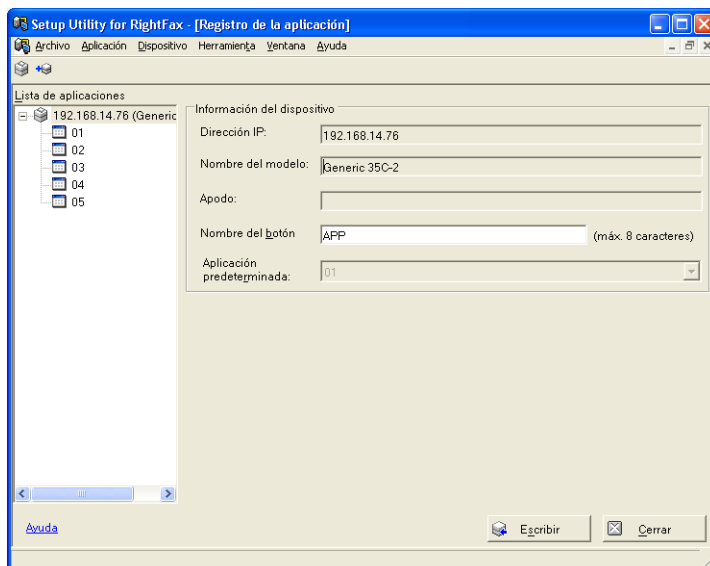 Setup Utility for RightFax - [Registro de la aplicación]
Archivo Aplicación Dispositivo Herramienta Ventana Ayuda
Lista de aplicaciones
192.168.14.76 (Generic
01
02
03
04
05
Información del dispositivo
Dirección IP: 192.168.14.76
Nombre del modelo: Generic 35C-2
Apodo:
Nombre del botón APP (máx. 8 caracteres)
Aplicación
predeterminada: 01
Ayuda
Escribir
Cerrar